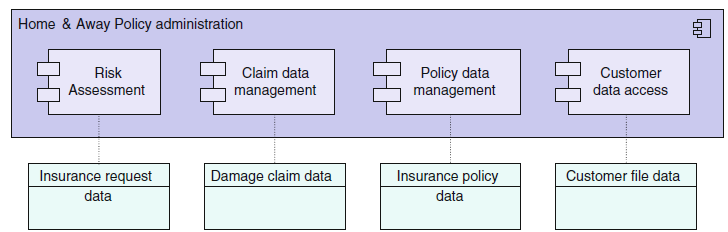 Home & Away Policy administration
Risk
Assessment
Claim data
management
Policy data
management
Customer
data access
Insurance request
data
Damage claim data
Insurance policy
data
Customer file data